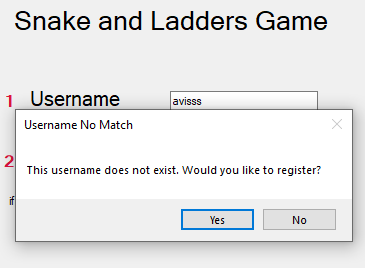 Snake and Ladders Game
1 Username avisss
Username No Match
2
This username does not exist. Would you like to register?
if
Yes No